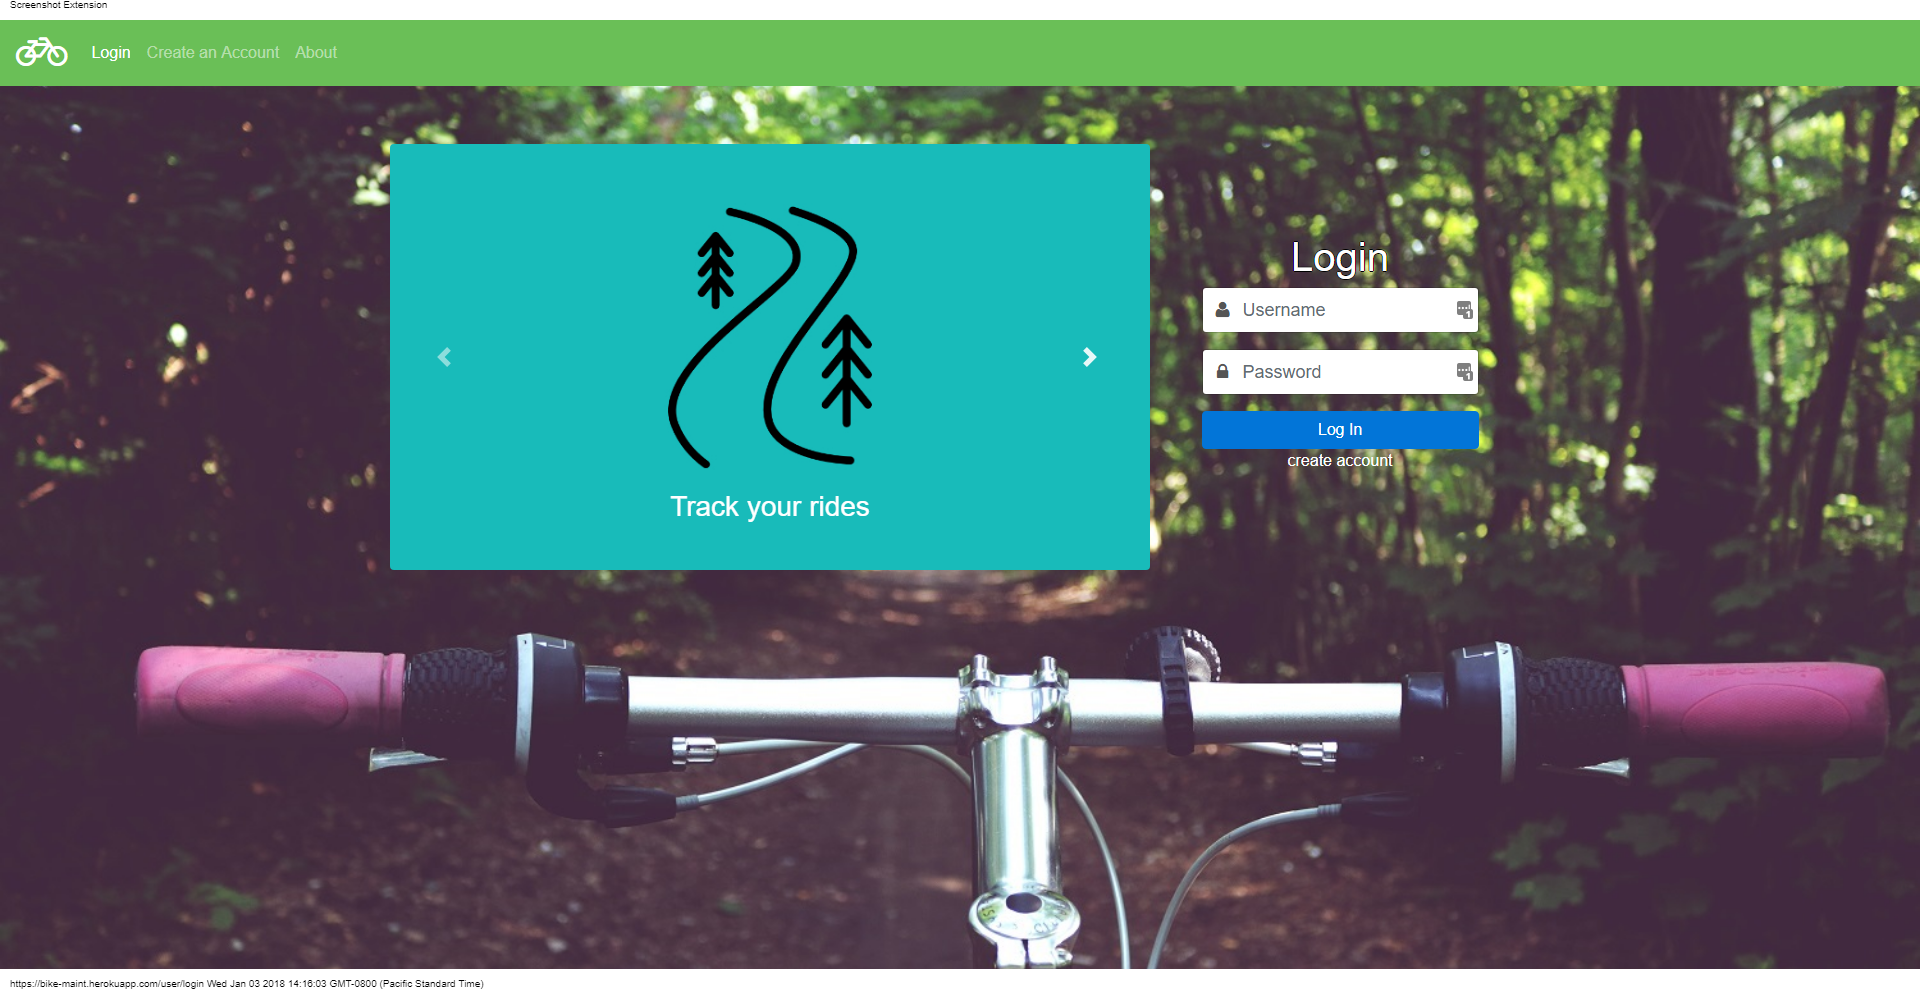 Screenshot Extension
Login Create an Account About
Login
Username
Password
Log In
create account
Track your rides
https://bike-maint.herokuapp.com/user/login Wed Jan 03 2018 14:16:03 GMT-0800 (Pacific Standard Time)